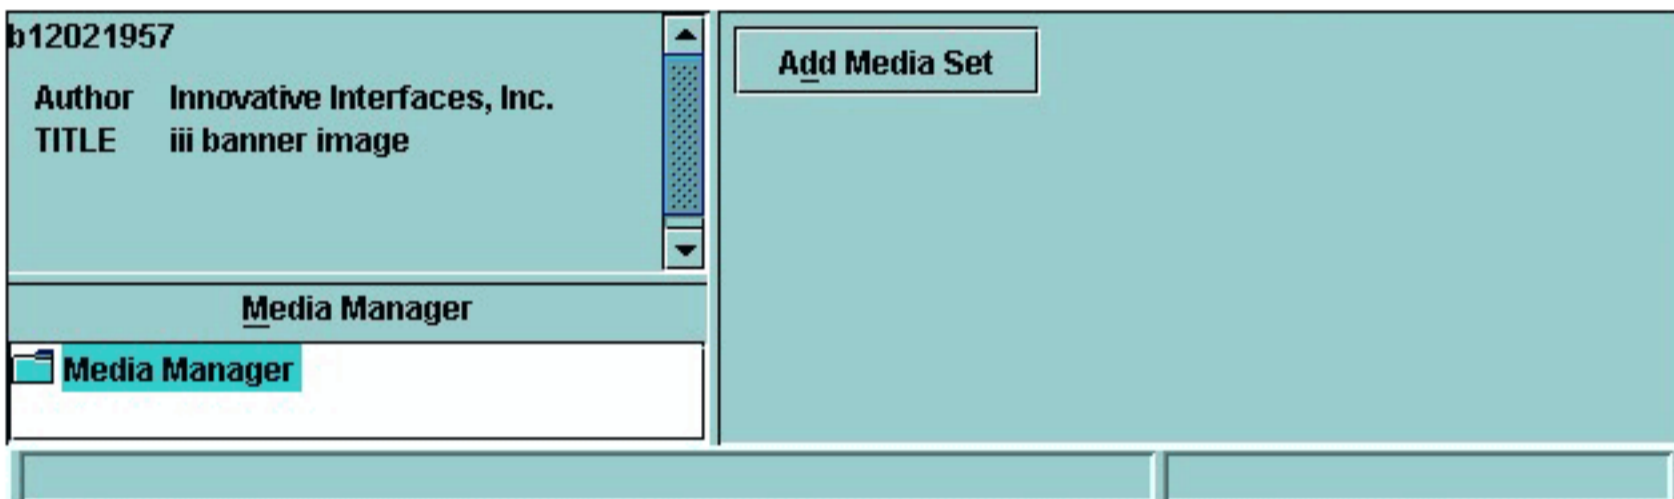 b12021957
Author Innovative Interfaces, Inc.
TITLE iii banner image
Media Manager
Media Manager
Add Media Set